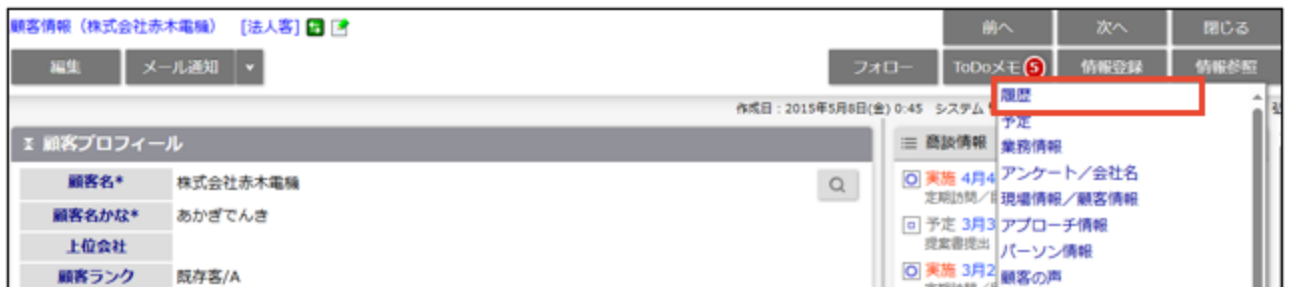 顧客情報（株式会社赤木電機） [法人客]
前へ 次へ 閉じる
編集 メール通知 フォロー ToDoメモ 5 情報登録 情報参照
作成日：2015年5月8日(金) 0:45 システム
履歴
予定
業務情報
アンケート／会社名
現場情報／顧客情報
アプローチ情報
パーソン情報
顧客の声
顧客プロフィール
顧客名* 株式会社赤木電機
顧客名かな* あかぎでんき
上位会社
顧客ランク 既存客/A
商談情報
実施 4月4
定期訪問／
予定 3月3
提案書提出
実施 3月2